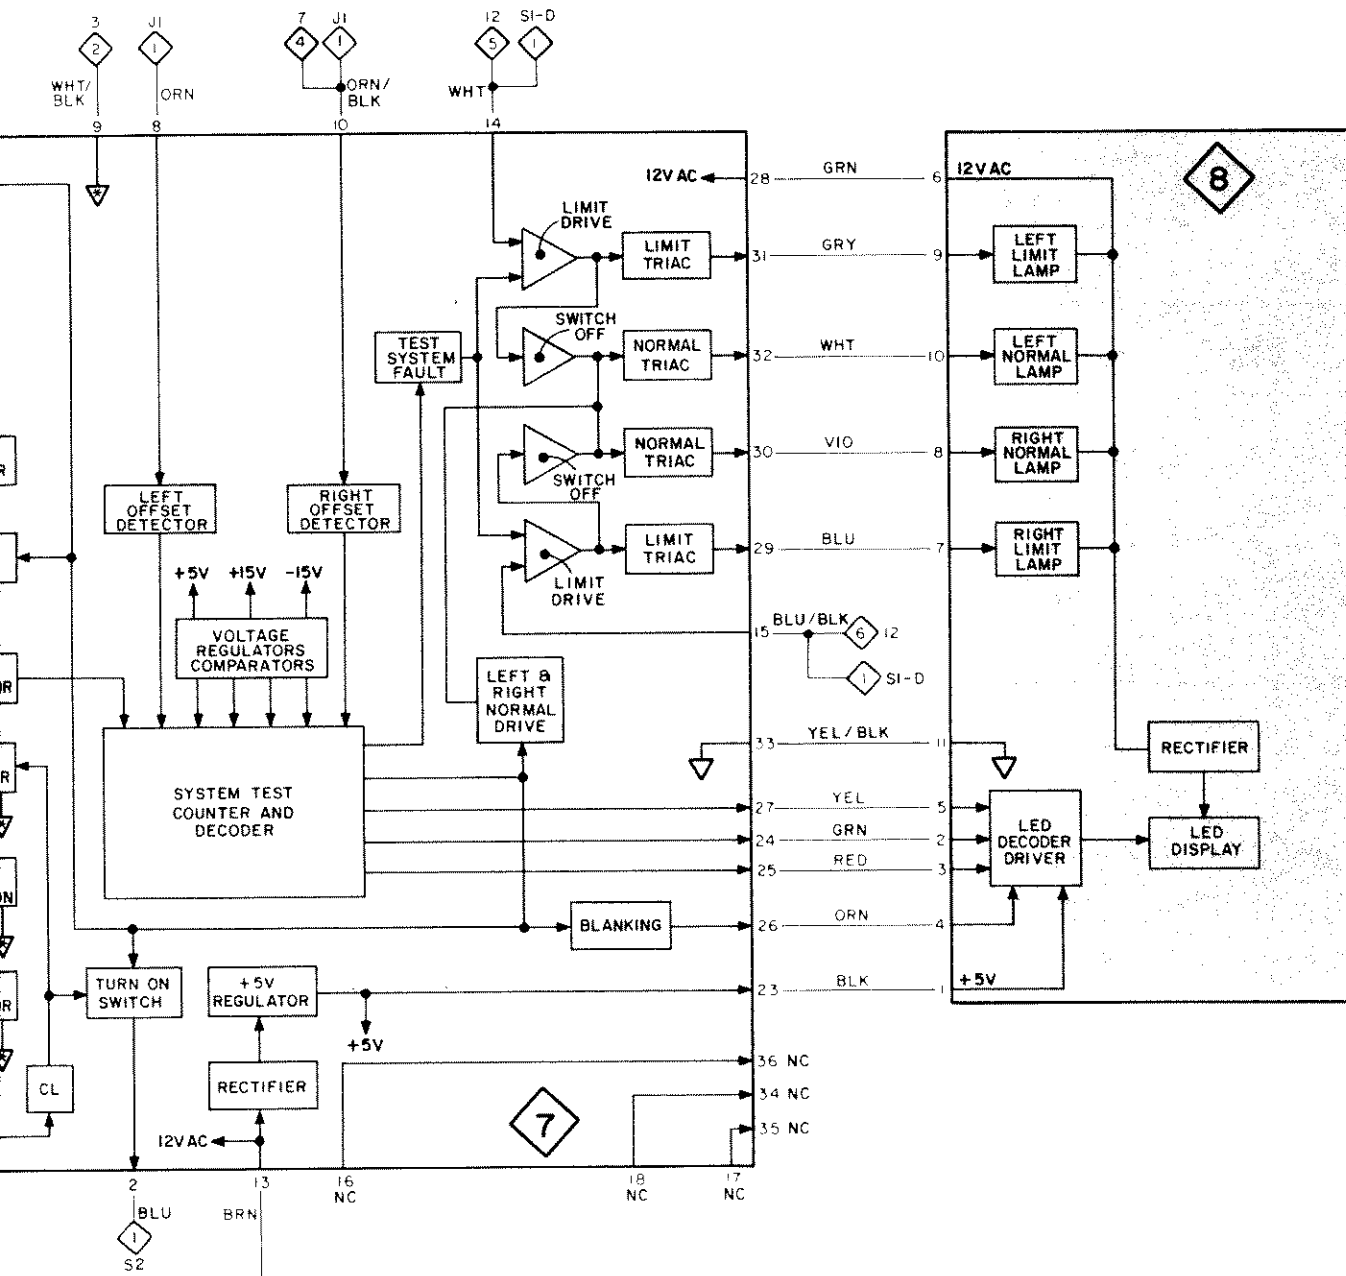 3 J1 7 J1 12 S1-D
2 1 4 1 5 1
WHT/
BLK
ORN
ORN/
BLK
WHT
9 8 10 14
12V AC
28 GRN 6
12V AC
8
LIMIT
DRIVE
LIMIT
TRIAC
31 GRY 9
LEFT
LIMIT
LAMP
SWITCH
OFF
TEST
SYSTEM
FAULT
NORMAL
TRIAC
32 WHT 10
LEFT
NORMAL
LAMP
R
NORMAL
TRIAC
30 VIO 8
RIGHT
NORMAL
LAMP
SWITCH
OFF
LEFT
OFFSET
DETECTOR
RIGHT
OFFSET
DETECTOR
LIMIT
TRIAC
29 BLU 7
RIGHT
LIMIT
LAMP
+5V +15V -15V
LIMIT
DRIVE
VOLTAGE
REGULATORS
COMPARATORS
15 BLU/BLK 6 12
1 S1-D
OR
LEFT &
RIGHT
NORMAL
DRIVE
33 YEL/BLK 11
RECTIFIER
R
SYSTEM TEST
COUNTER AND
DECODER
27 YEL 5
24 GRN 2
25 RED 3
LED
DECODER
DRIVER
LED
DISPLAY
ON
BLANKING
26 ORN 4
TURN ON
SWITCH
+5V
REGULATOR
23 BLK 1
+5V
OR
+5V
36 NC
CL
RECTIFIER
34 NC
7
35 NC
12V AC
2 13 16 18 17
NC NC NC
BLU
BRN
1
S2